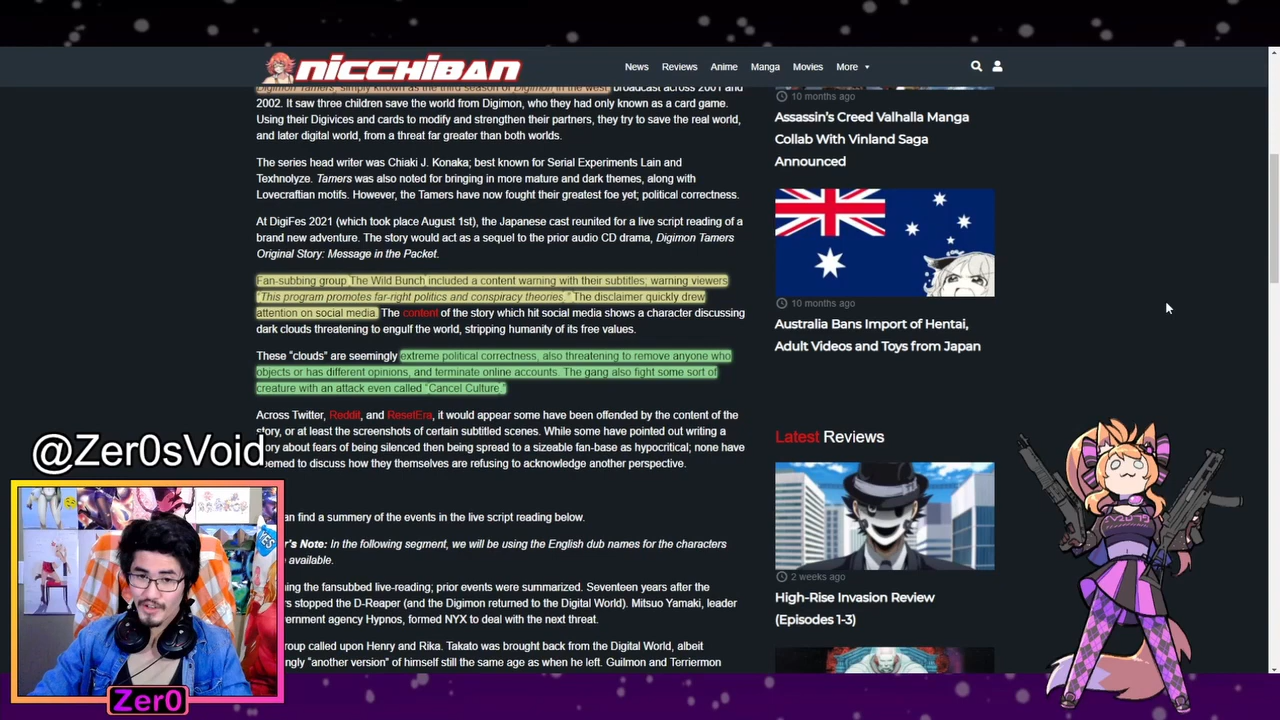 nicchiban
News Reviews Anime Manga Movies More
Digimon Tamers, simply known as the third season of Digimon in the west broadcast across 2001 and
2002. It saw three children save the world from Digimon, who they had only known as a card game.
Using their Digivices and cards to modify and strengthen their partners, they try to save the real world,
and later digital world, from a threat far greater than both worlds.
The series head writer was Chiaki J. Konaka; best known for Serial Experiments Lain and
Texhnolyze. Tamers was also noted for bringing in more mature and dark themes, along with
Lovecraftian motifs. However, the Tamers have now fought their greatest foe yet; political correctness.
At DigiFes 2021 (which took place August 1st), the Japanese cast reunited for a live script reading of a
brand new adventure. The story would act as a sequel to the prior audio CD drama, Digimon Tamers
Original Story: Message in the Packet.
Fan-subbing group The Wild Bunch included a content warning with their subtitles; warning viewers
"This program promotes far-right politics and conspiracy theories." The disclaimer quickly drew
attention on social media. The content of the story which hit social media shows a character discussing
dark clouds threatening to engulf the world, stripping humanity of its free values.
These "clouds" are seemingly extreme political correctness, also threatening to remove anyone who
objects or has different opinions, and terminate online accounts. The gang also fight some sort of
creature with an attack even called "Cancel Culture."
Across Twitter, Reddit, and ResetEra, it would appear some have been offended by the content of the
story, or at least the screenshots of certain subtitled scenes. While some have pointed out writing a
story about fears of being silenced then being spread to a sizeable fan-base as hypocritical; none have
seemed to discuss how they themselves are refusing to acknowledge another perspective.
an find a summery of the events in the live script reading below.
r's Note: In the following segment, we will be using the English dub names for the characters
available.
ing the fansubbed live-reading; prior events were summarized. Seventeen years after the
rs stopped the D-Reaper (and the Digimon returned to the Digital World). Mitsuo Yamaki, leader
ernment agency Hypnos, formed NYX to deal with the next threat.
roup called upon Henry and Rika. Takato was brought back from the Digital World, albeit
ngly "another version" of himself still the same age as when he left. Guilmon and Terriermon
10 months ago
Assassin's Creed Valhalla Manga
Collab With Vinland Saga
Announced
10 months ago
Australia Bans Import of Hentai,
Adult Videos and Toys from Japan
Latest Reviews
2 weeks ago
High-Rise Invasion Review
(Episodes 1-3)
@Zer0sVoid
YES
Zer0